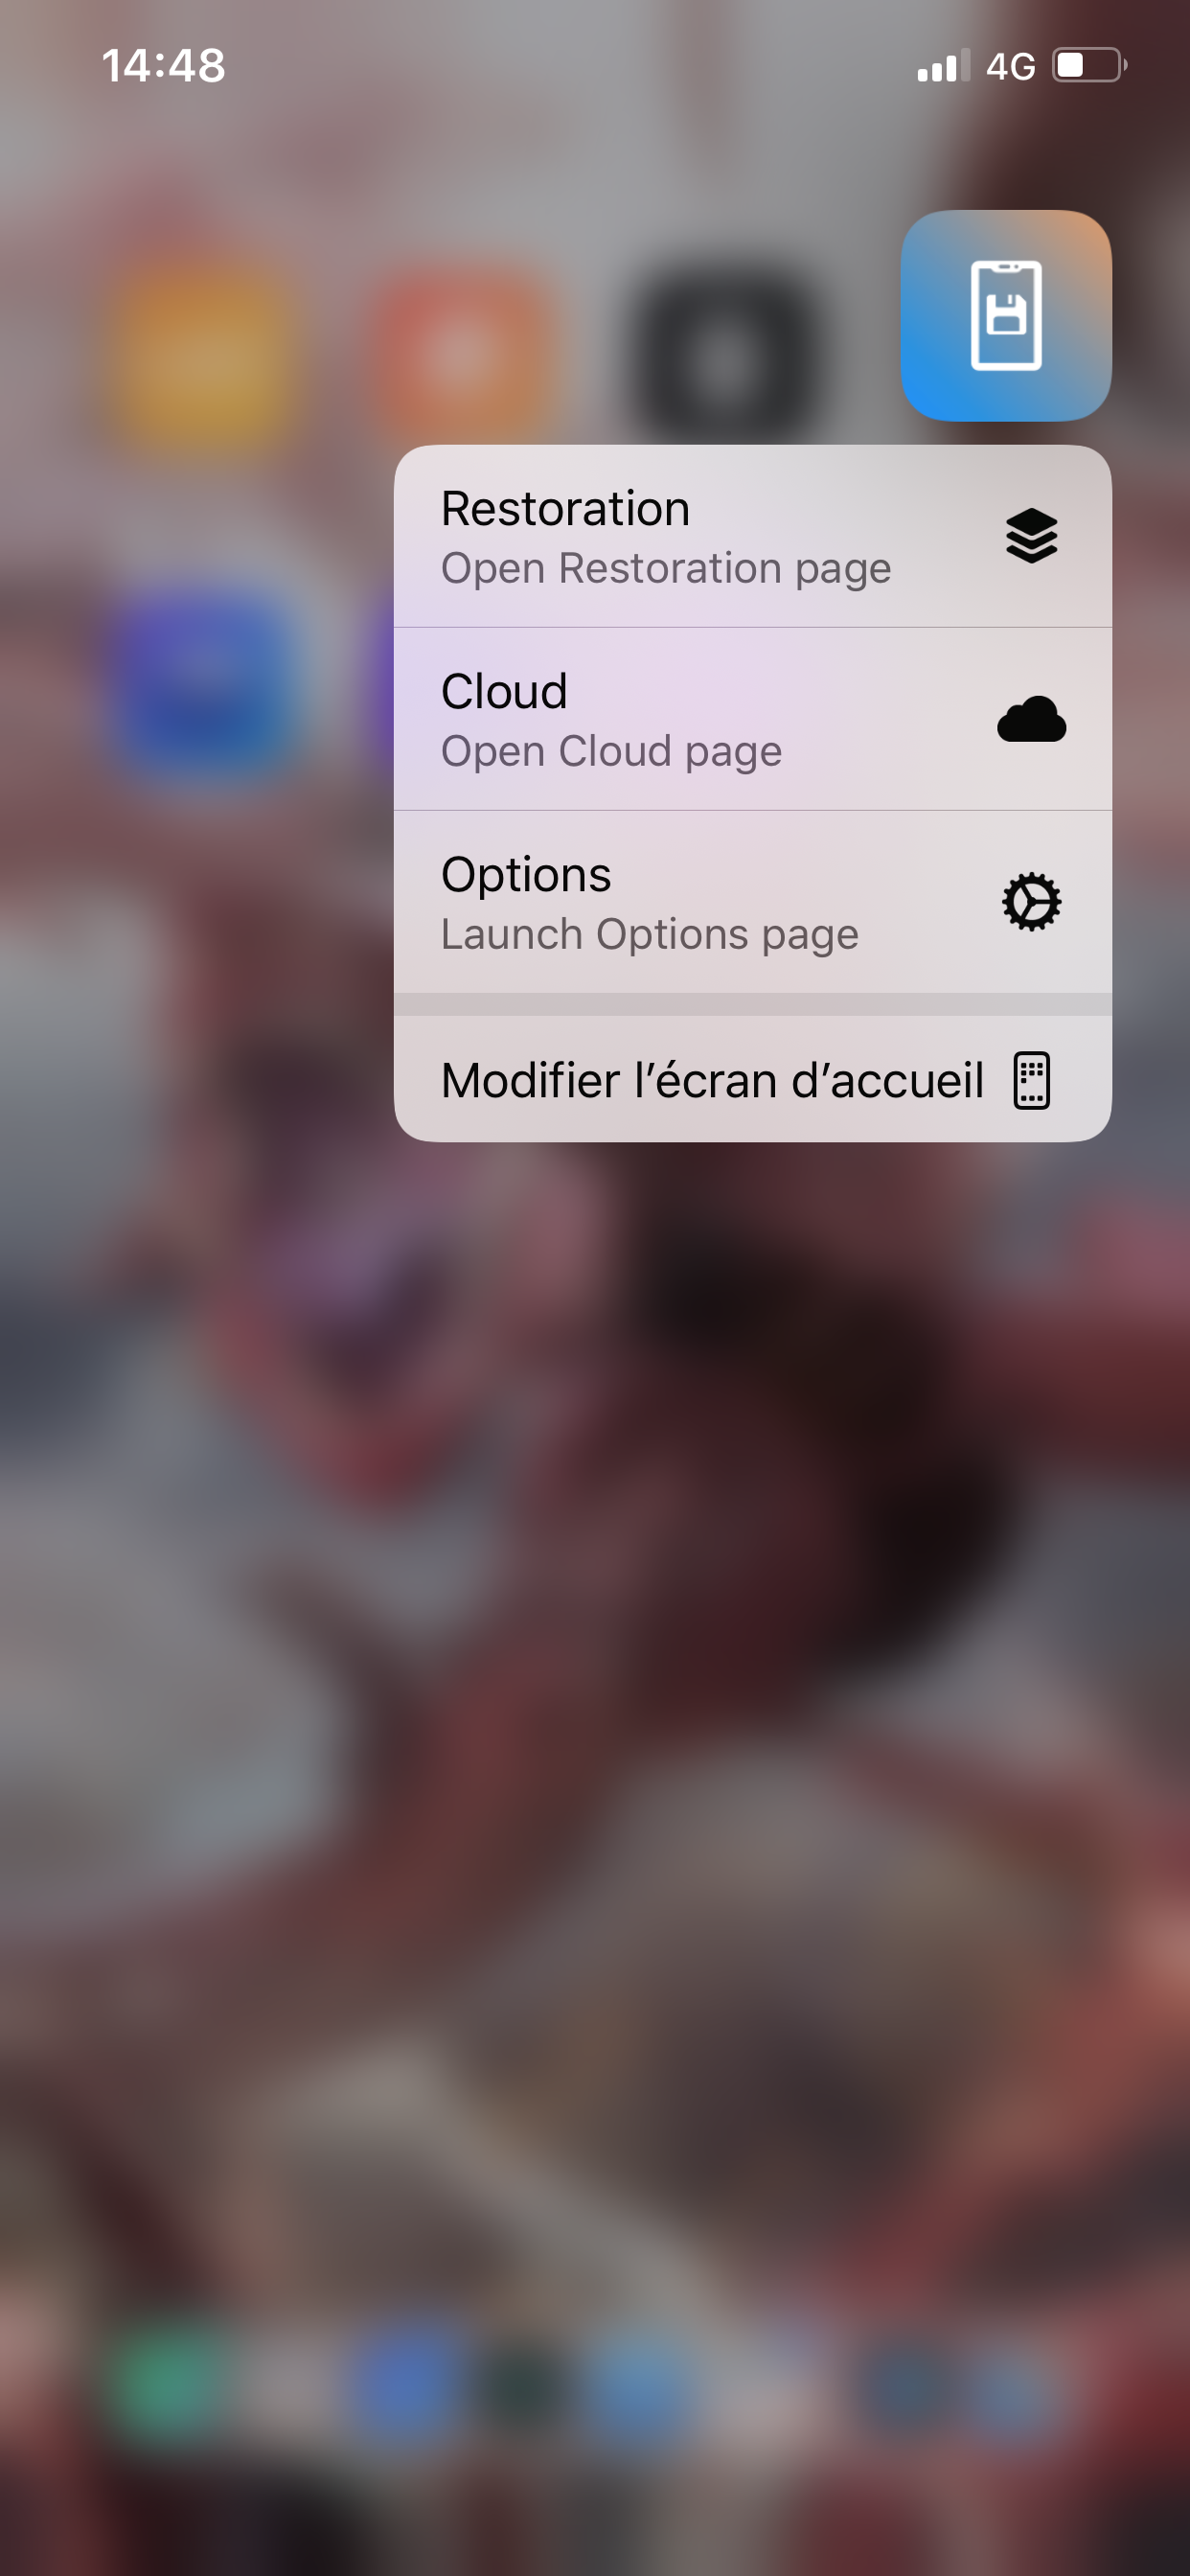 14:48 4G
Restoration
Open Restoration page
Cloud
Open Cloud page
Options
Launch Options page
Modifier l’écran d’accueil